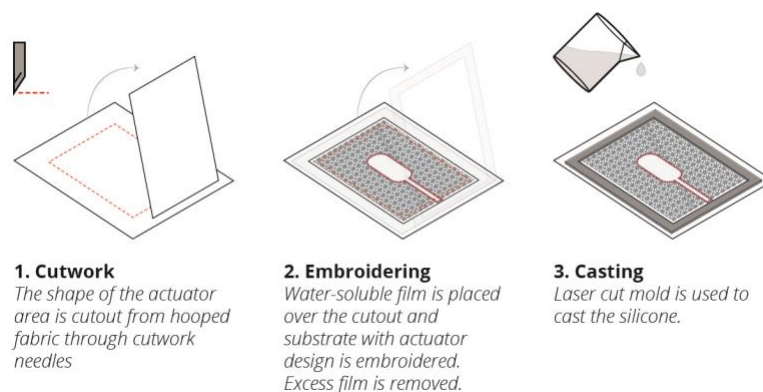 1. Cutwork
The shape of the actuator
area is cutout from hooped
fabric through cutwork
needles
2. Embroidering
Water-soluble film is placed
over the cutout and
substrate with actuator
design is embroidered.
Excess film is removed.
3. Casting
Laser cut mold is used to
cast the silicone.